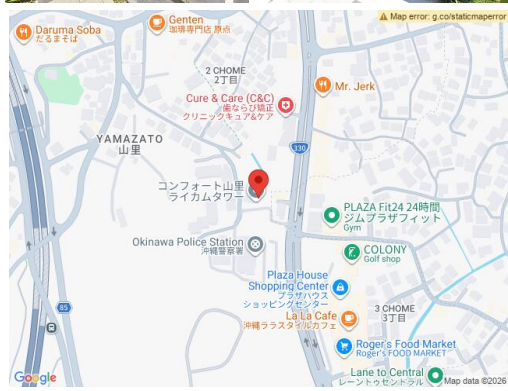 Map error: g.co/staticmaperror
Daruma Soba
だるまそば
Genten
珈琲専門店 原点
2 CHOME
2丁目
Mr. Jerk
Cure & Care (C&C)
歯ならび矯正
クリニックキュア&ケア
YAMAZATO
山里
330
コンフォート山里
ライカムタワー
PLAZA Fit24 24時間
ジムプラザフィット
Gym
Okinawa Police Station
沖縄警察署
COLONY
Golf shop
Plaza House
Shopping Center
プラザハウス
ショッピングセンター
85
La La Cafe
沖縄ララスタイルカフェ
3 CHOME
3丁目
Roger's Food Market
Roger's FOOD MARKET
Lane to Central
レーントゥセントラル
Google
Map data ©2026